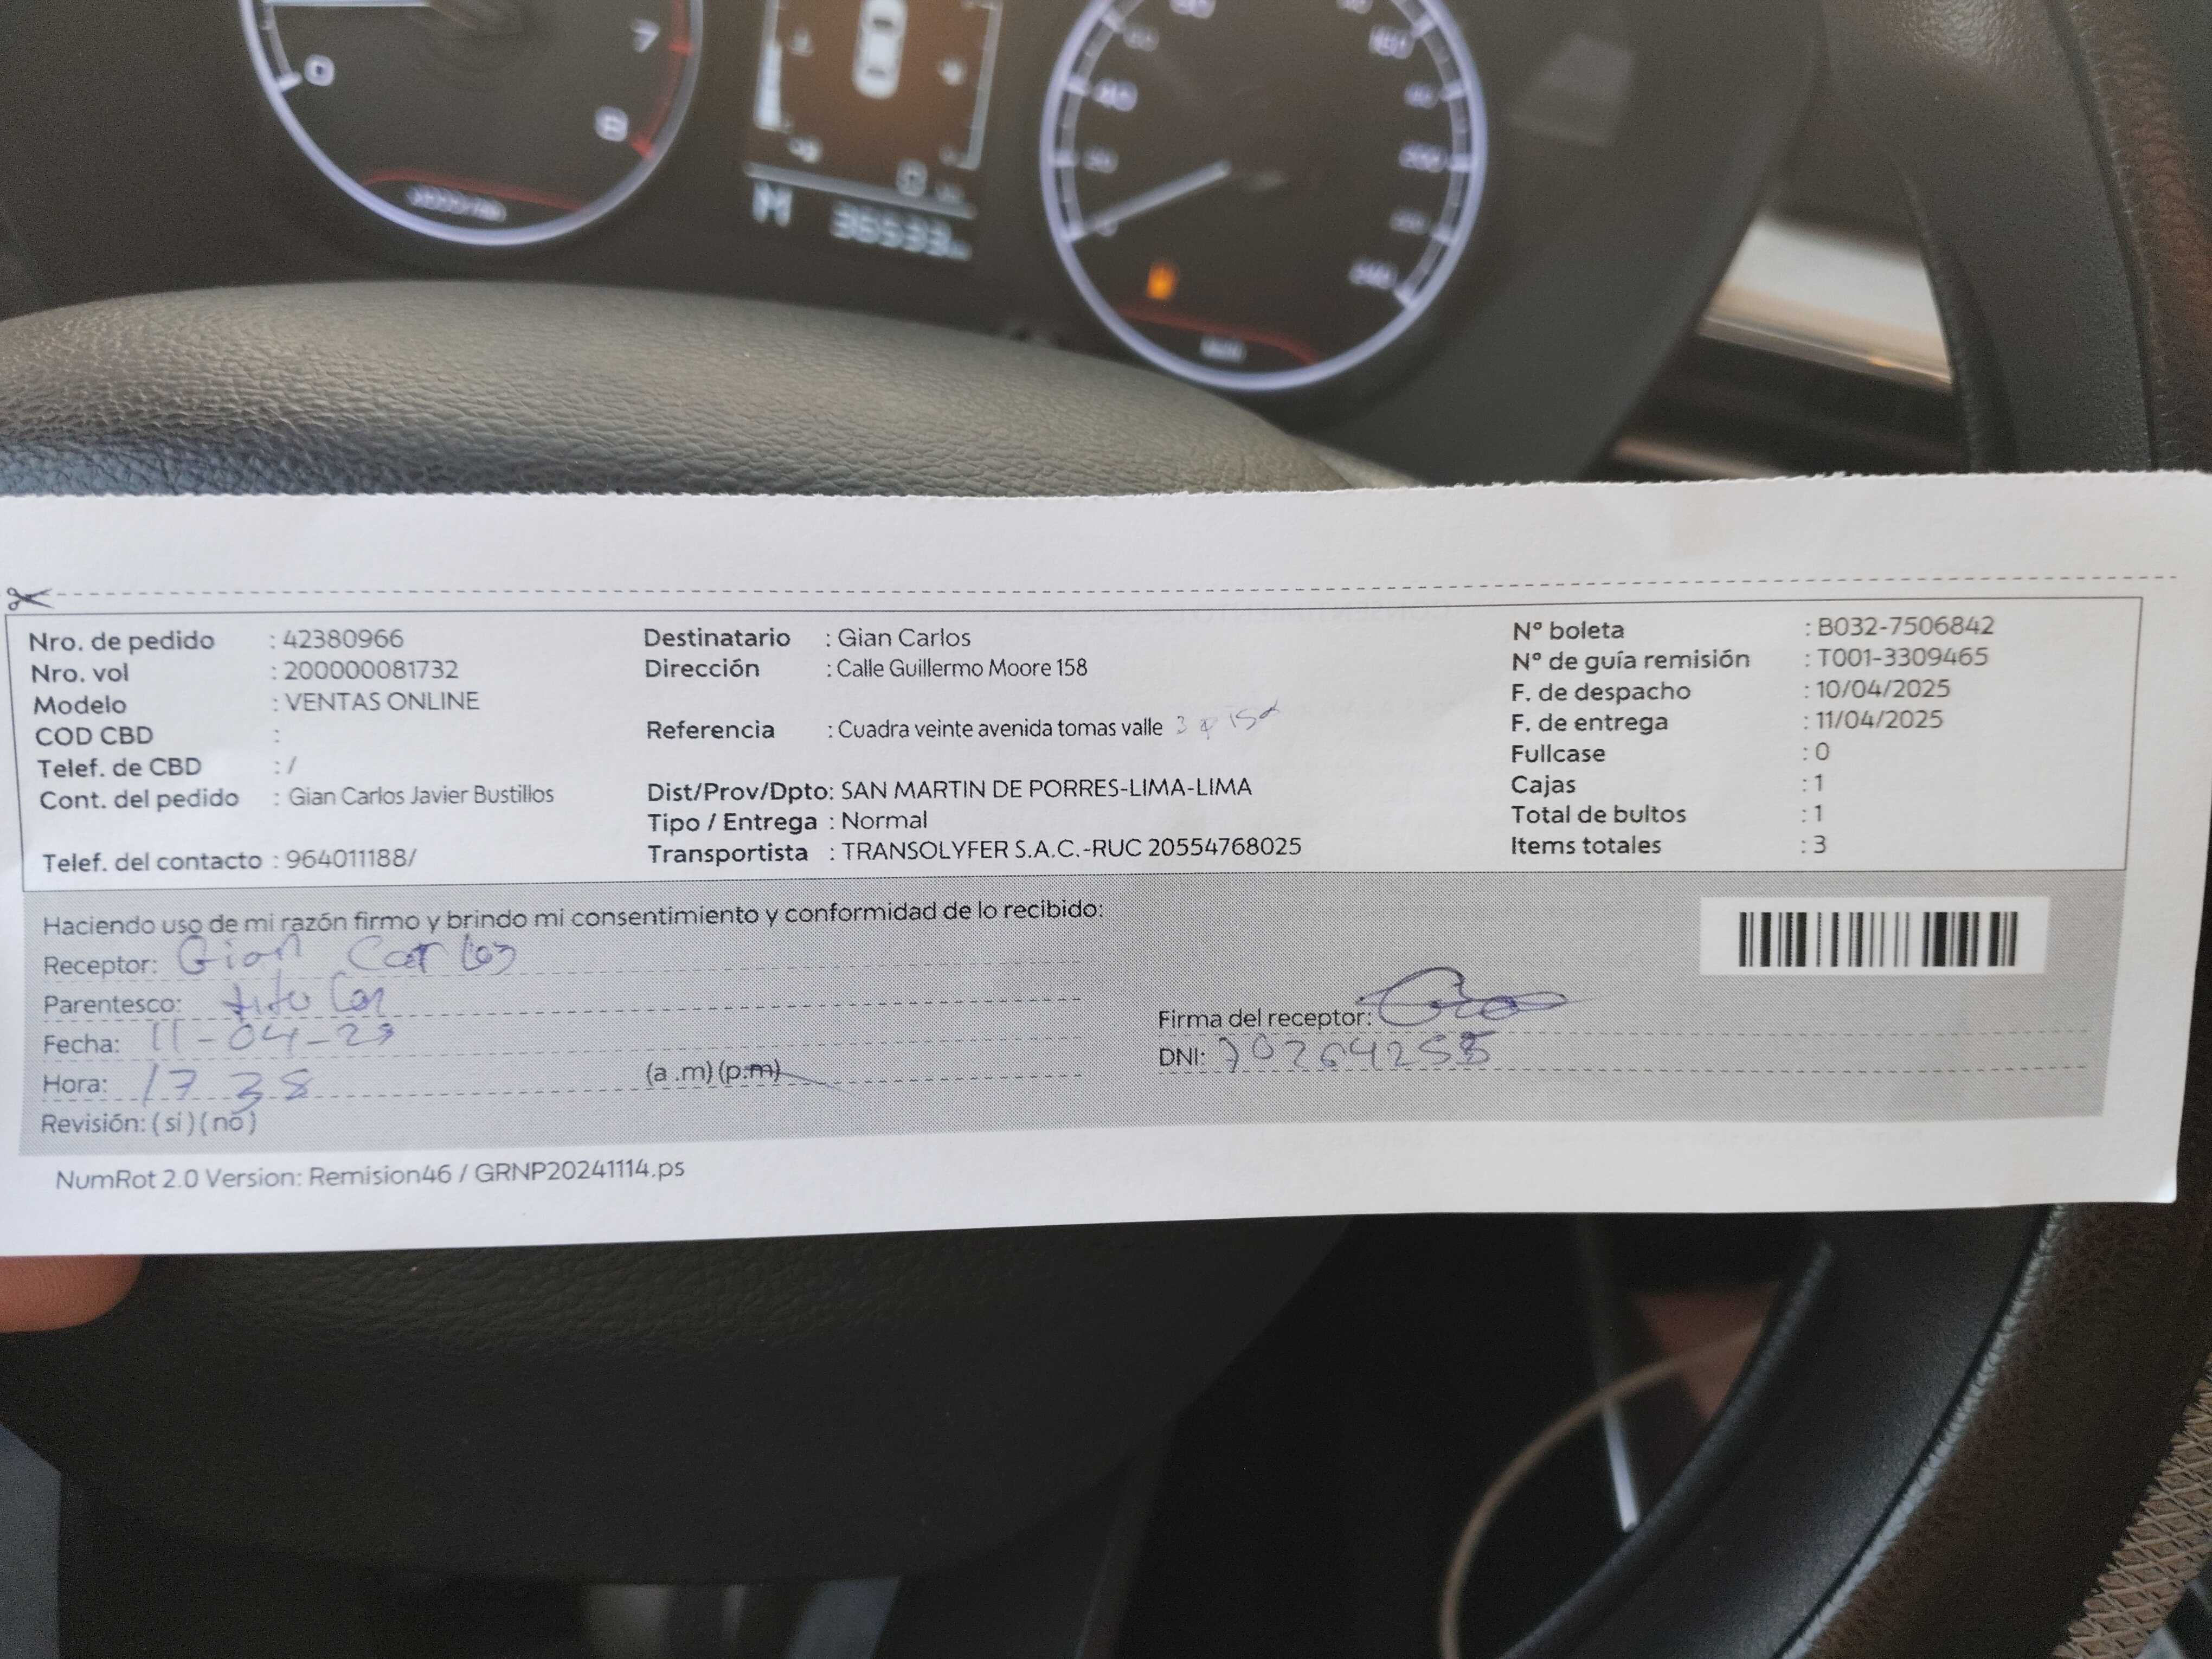 0
7
8
M 36533
Nro. de pedido : 42380966
Nro. vol : 200000081732
Modelo : VENTAS ONLINE
COD CBD :
Telef. de CBD : /
Cont. del pedido : Gian Carlos Javier Bustillos
Telef. del contacto : 964011188/
Destinatario : Gian Carlos
Dirección : Calle Guillermo Moore 158
Referencia : Cuadra veinte avenida tomas valle
Dist/Prov/Dpto: SAN MARTIN DE PORRES-LIMA-LIMA
Tipo / Entrega : Normal
Transportista : TRANSOLYFER S.A.C.-RUC 20554768025
N° boleta : B032-7506842
N° de guía remisión : T001-3309465
F. de despacho : 10/04/2025
F. de entrega : 11/04/2025
Fullcase : 0
Cajas : 1
Total de bultos : 1
Items totales : 3
Haciendo uso de mi razón firmo y brindo mi consentimiento y conformidad de lo recibido:
Receptor: Gian Carlos
Parentesco: titular
Fecha: 11-04-25
Hora: 17 38 (a .m) (p.m)
Revisión: (si) (no)
Firma del receptor:
DNI:
NumRot 2.0 Version: Remision46 / GRNP20241114.ps